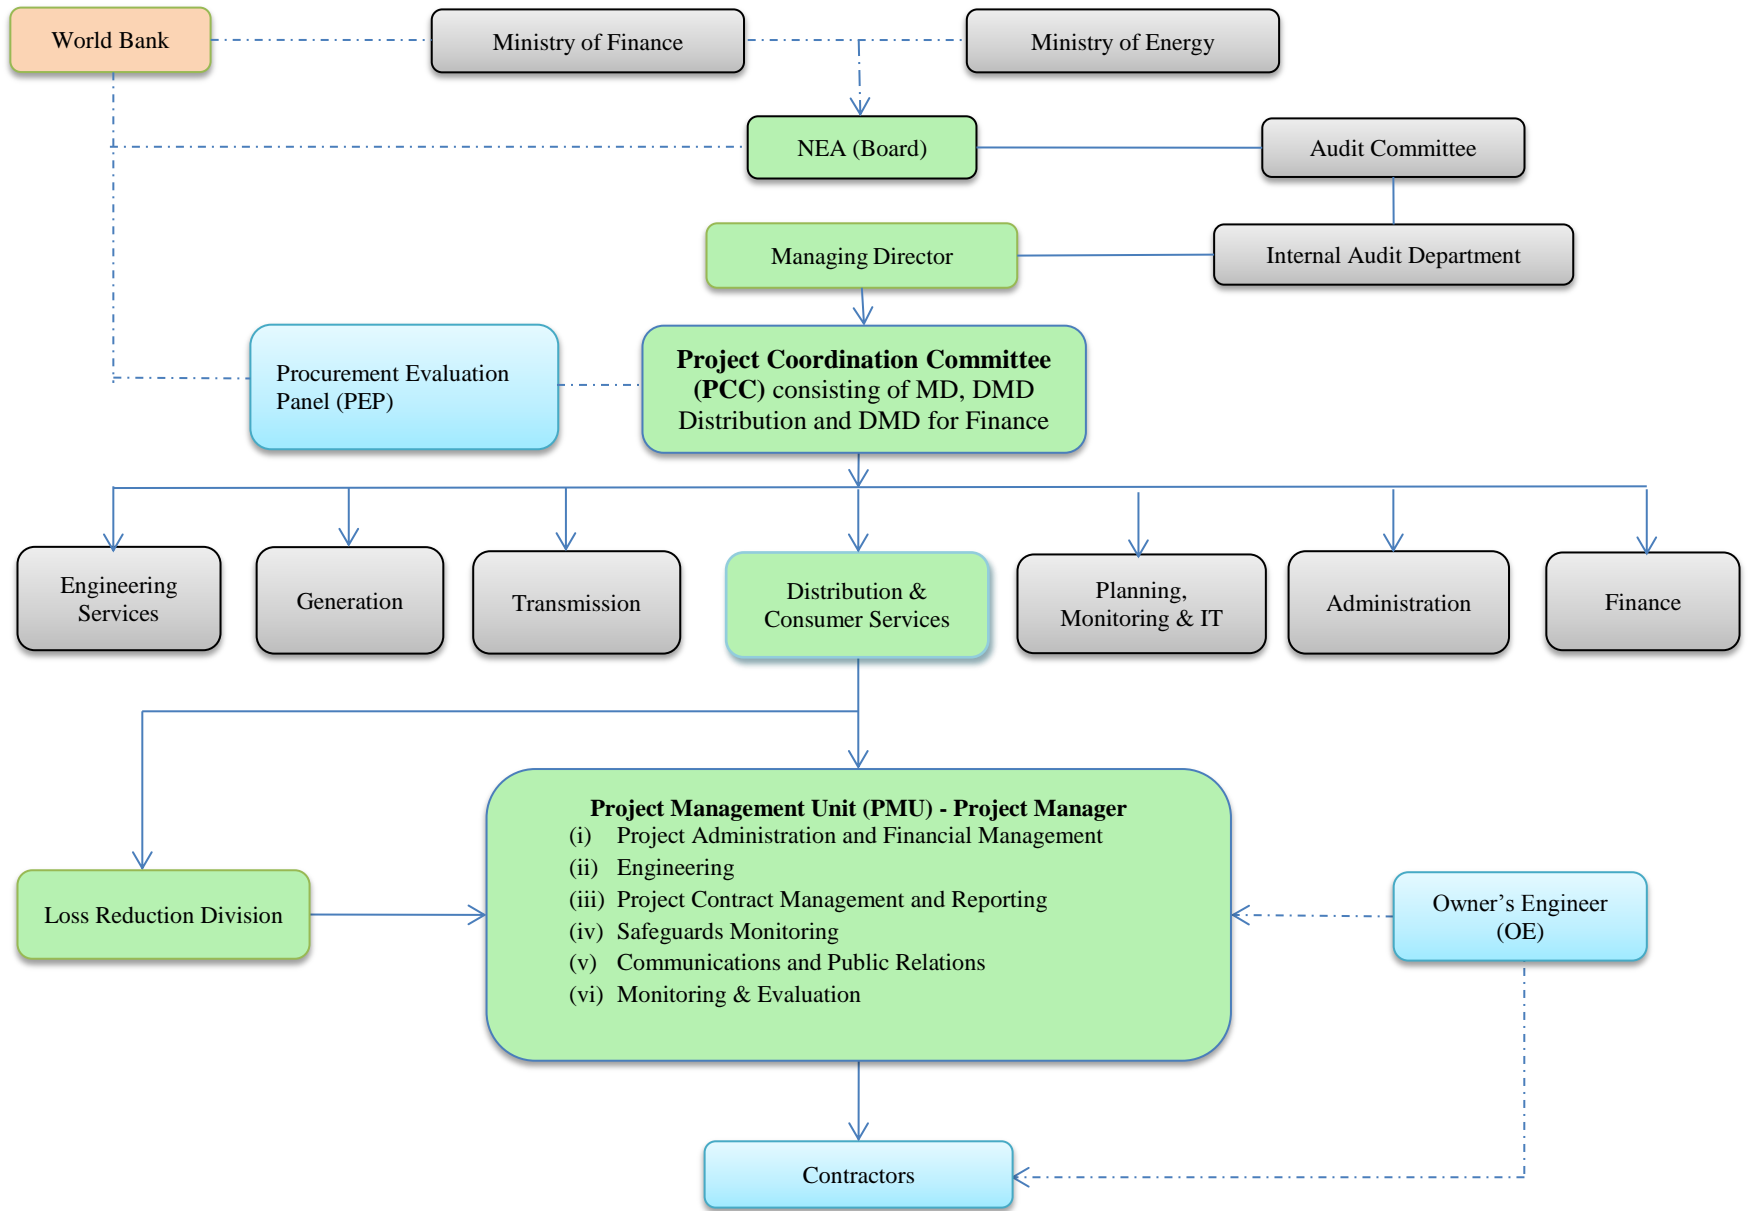 World Bank
Ministry of Finance
Ministry of Energy
NEA (Board)
Audit Committee
Managing Director
Internal Audit Department
Procurement Evaluation
Panel (PEP)
Project Coordination Committee
(PCC) consisting of MD, DMD
Distribution and DMD for Finance
Engineering
Services
Generation
Transmission
Distribution &
Consumer Services
Planning,
Monitoring & IT
Administration
Finance
Project Management Unit (PMU) - Project Manager
(i) Project Administration and Financial Management
(ii) Engineering
(iii) Project Contract Management and Reporting
(iv) Safeguards Monitoring
(v) Communications and Public Relations
(vi) Monitoring & Evaluation
Loss Reduction Division
Owner’s Engineer
(OE)
Contractors